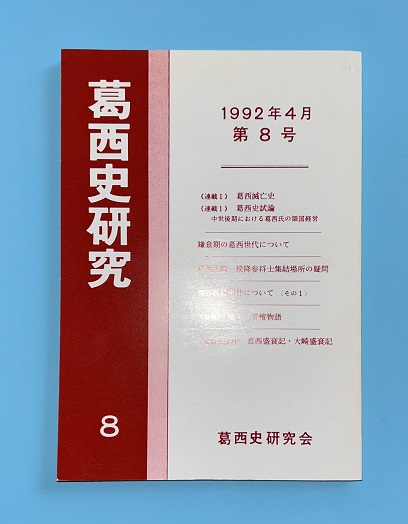 葛西史研究
8
1992年4月
第8号
(連載1) 葛西滅亡史
(連載1) 葛西史試論
中世後期における葛西氏の領国経営
鎌倉期の葛西世代について
降参将士集結場所の疑問
について (その1)
物語
葛西盛衰記・大崎盛衰記
葛西史研究会